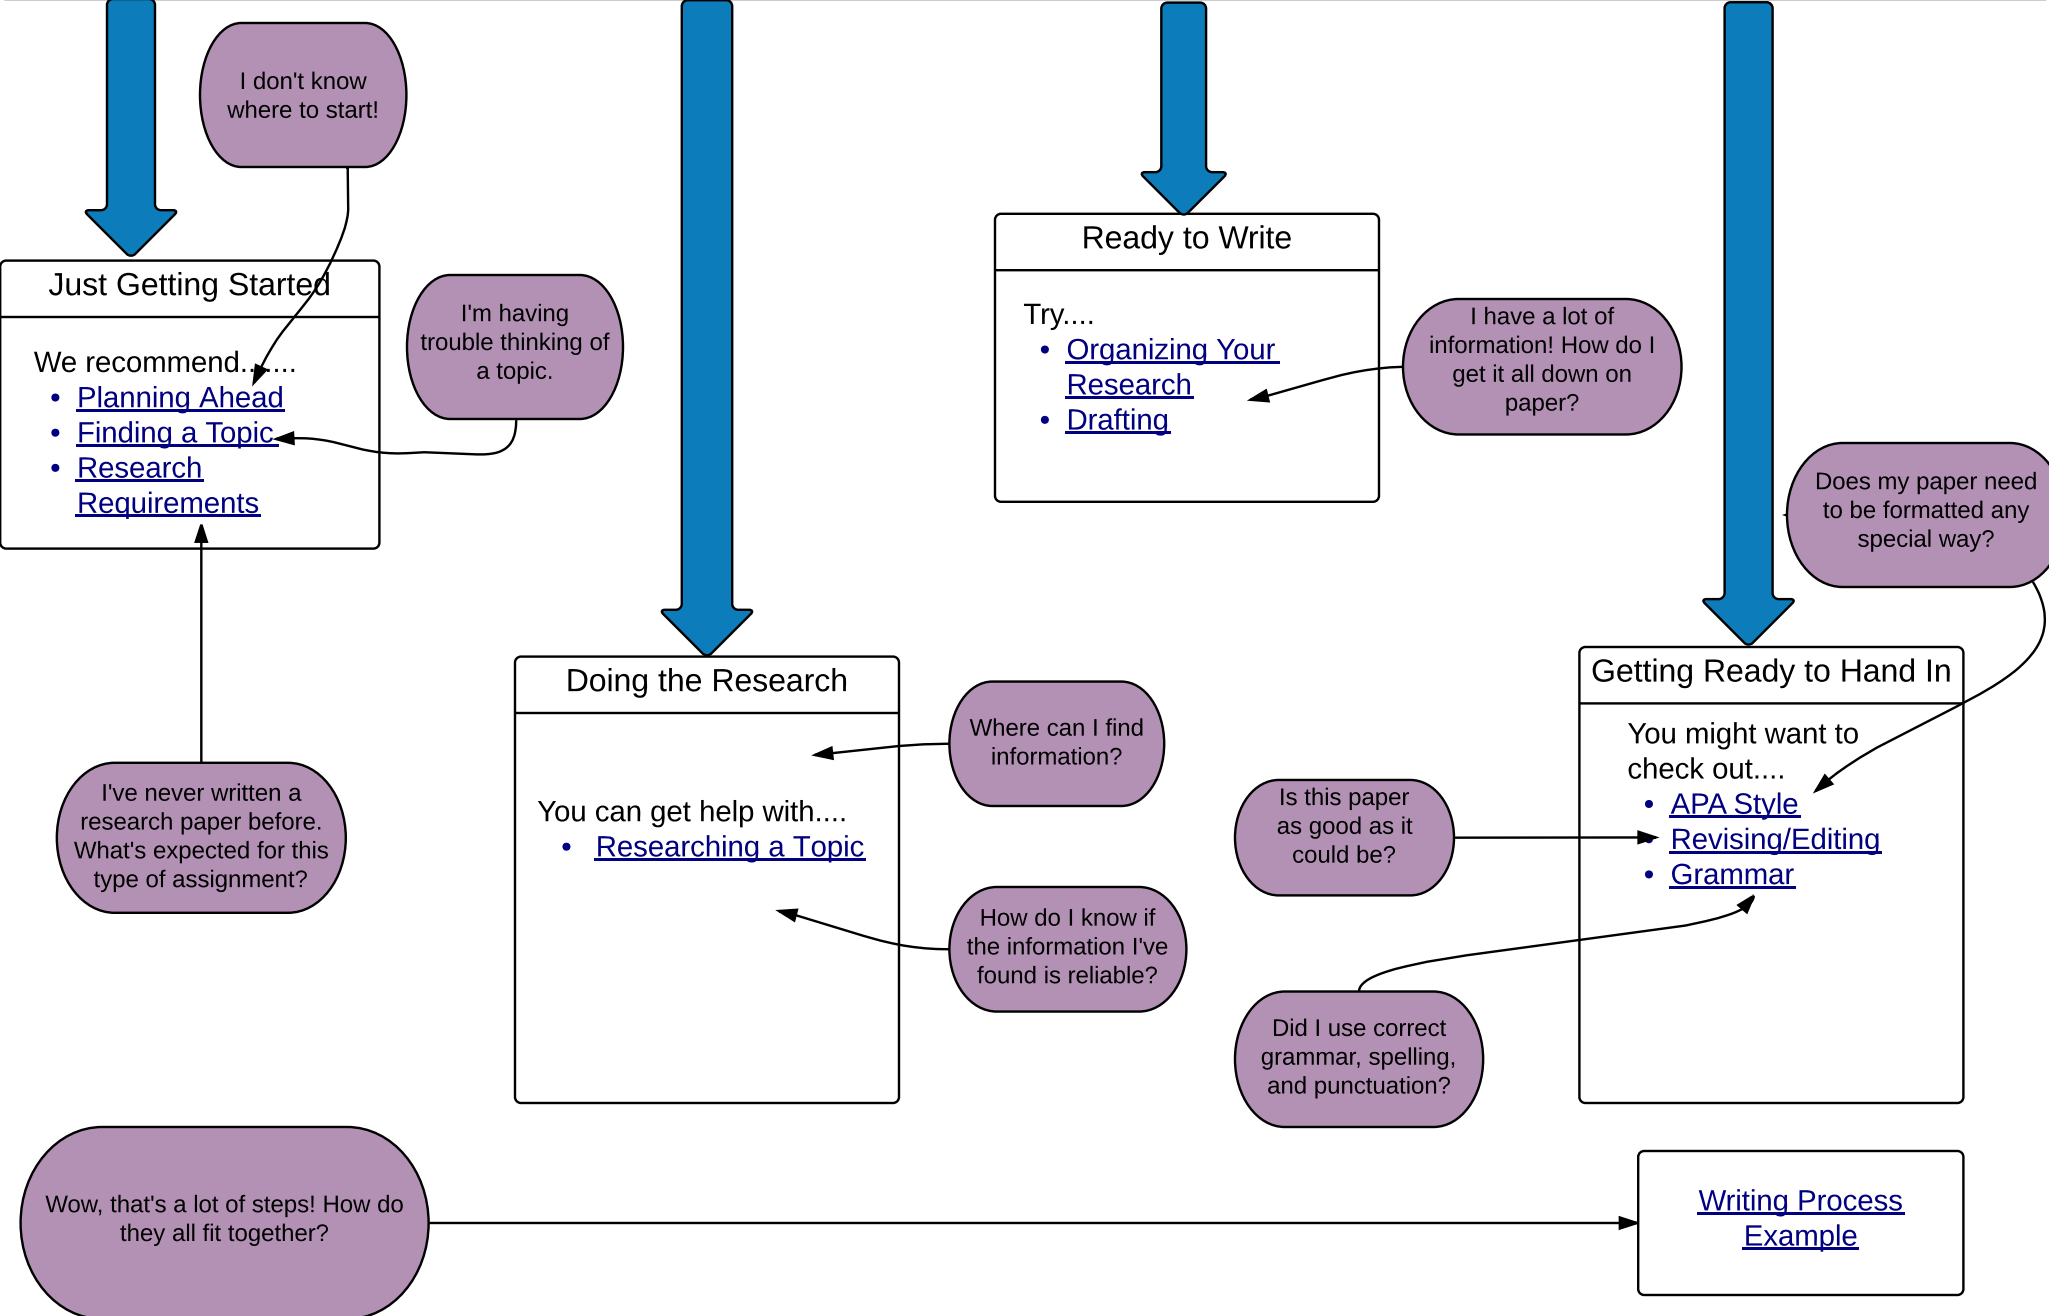 I don't know
where to start!
Just Getting Started
We recommend.......
• Planning Ahead
• Finding a Topic
• Research
Requirements
I'm having
trouble thinking of
a topic.
I've never written a
research paper before.
What's expected for this
type of assignment?
Doing the Research
You can get help with....
• Researching a Topic
Where can I find
information?
How do I know if
the information I've
found is reliable?
Ready to Write
Try....
• Organizing Your
Research
• Drafting
I have a lot of
information! How do I
get it all down on
paper?
Does my paper need
to be formatted any
special way?
Getting Ready to Hand In
You might want to
check out....
• APA Style
• Revising/Editing
• Grammar
Is this paper
as good as it
could be?
Did I use correct
grammar, spelling,
and punctuation?
Wow, that's a lot of steps! How do
they all fit together?
Writing Process
Example